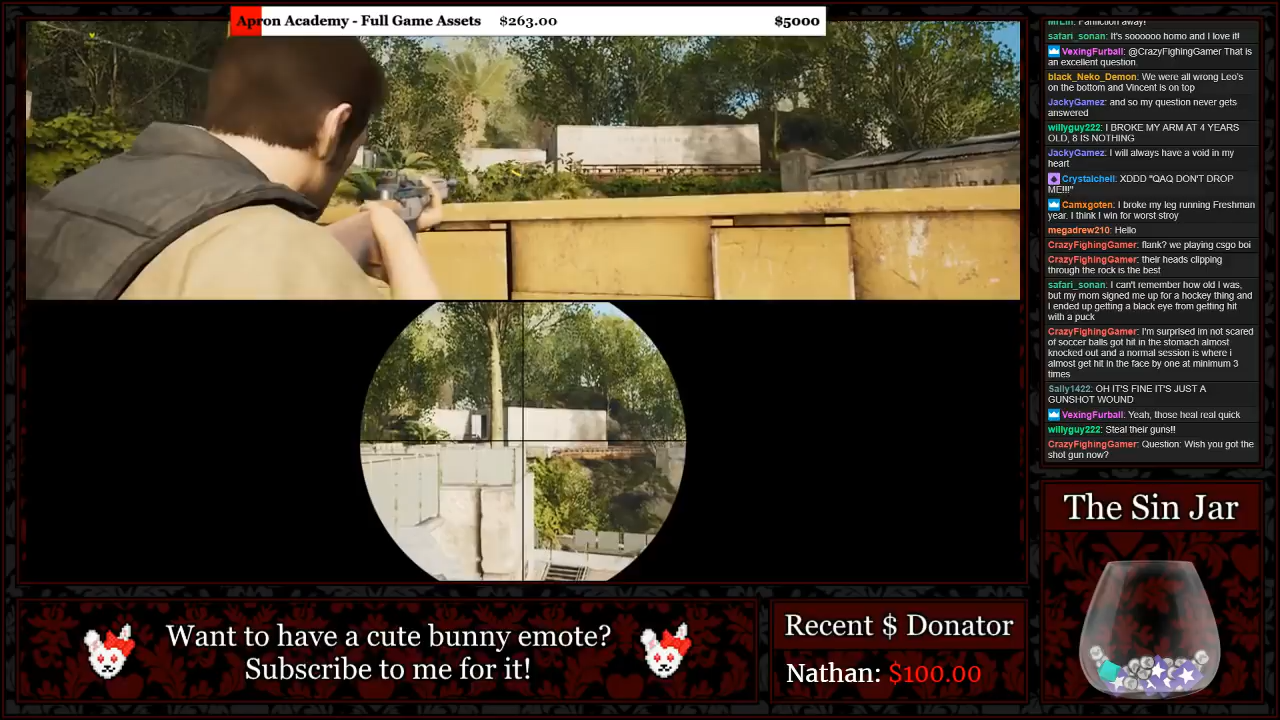 Apron Academy - Full Game Assets $263.00 $5000
MrEin: Fanfiction away!
safari_sonan: It's soooooo homo and I love it!
VexingFurball: @CrazyFighingGamer That is
an excellent question.
black_Neko_Demon: We were all wrong Leo's
on the bottom and Vincent is on top
JackyGamez: and so my question never gets
answered
willyguy222: I BROKE MY ARM AT 4 YEARS
OLD, 8 IS NOTHING
JackyGamez: I will always have a void in my
heart
Crystalchell: XDDD "QAQ DON'T DROP
ME!!!"
Camxgoten: I broke my leg running Freshman
year. I think I win for worst stroy
megadrew210: Hello
CrazyFighingGamer: flank? we playing csgo boi
CrazyFighingGamer: their heads clipping
through the rock is the best
safari_sonan: I can't remember how old I was,
but my mom signed me up for a hockey thing and
I ended up getting a black eye from getting hit
with a puck
CrazyFighingGamer: I'm surprised im not scared
of soccer balls got hit in the stomach almost
knocked out and a normal session is where i
almost get hit in the face by one at minimum 3
times
Sally1422: OH IT'S FINE IT'S JUST A
GUNSHOT WOUND
VexingFurball: Yeah, those heal real quick
willyguy222: Steal their guns!!
CrazyFighingGamer: Question: Wish you got the
shot gun now?
The Sin Jar
Want to have a cute bunny emote?
Subscribe to me for it!
Recent $ Donator
Nathan: $100.00